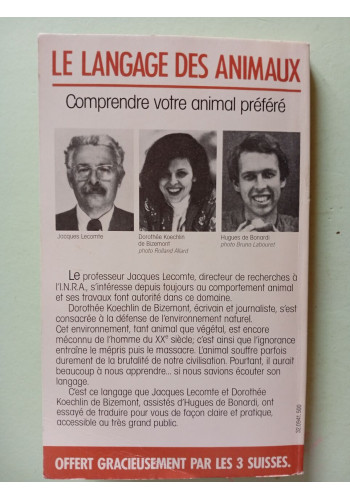 LE LANGAGE DES ANIMAUX
Comprendre votre animal préféré
Jacques Lecomte
Dorothée Koechlin
de Bizemont
photo Rolland Allard
Hugues de Bonardi
photo Bruno Labouret
Le professeur Jacques Lecomte, directeur de recherches à
l'I.N.R.A., s'intéresse depuis toujours au comportement animal
et ses travaux font autorité dans ce domaine.
Dorothée Koechlin de Bizemont, écrivain et journaliste, s'est
consacrée à la défense de l'environnement naturel.
Cet environnement, tant animal que végétal, est encore
méconnu de l'homme du XXe siècle; c'est ainsi que l'ignorance
entraîne le mépris puis le massacre. L'animal souffre parfois
durement de la brutalité de notre civilisation. Pourtant, il aurait
beaucoup à nous apprendre... si nous savions écouter son
langage.
C'est ce langage que Jacques Lecomte et Dorothée
Koechlin de Bizemont, assistés d'Hugues de Bonardi, ont
essayé de traduire pour vous de façon claire et pratique,
accessible au très grand public.
OFFERT GRACIEUSEMENT PAR LES 3 SUISSES.